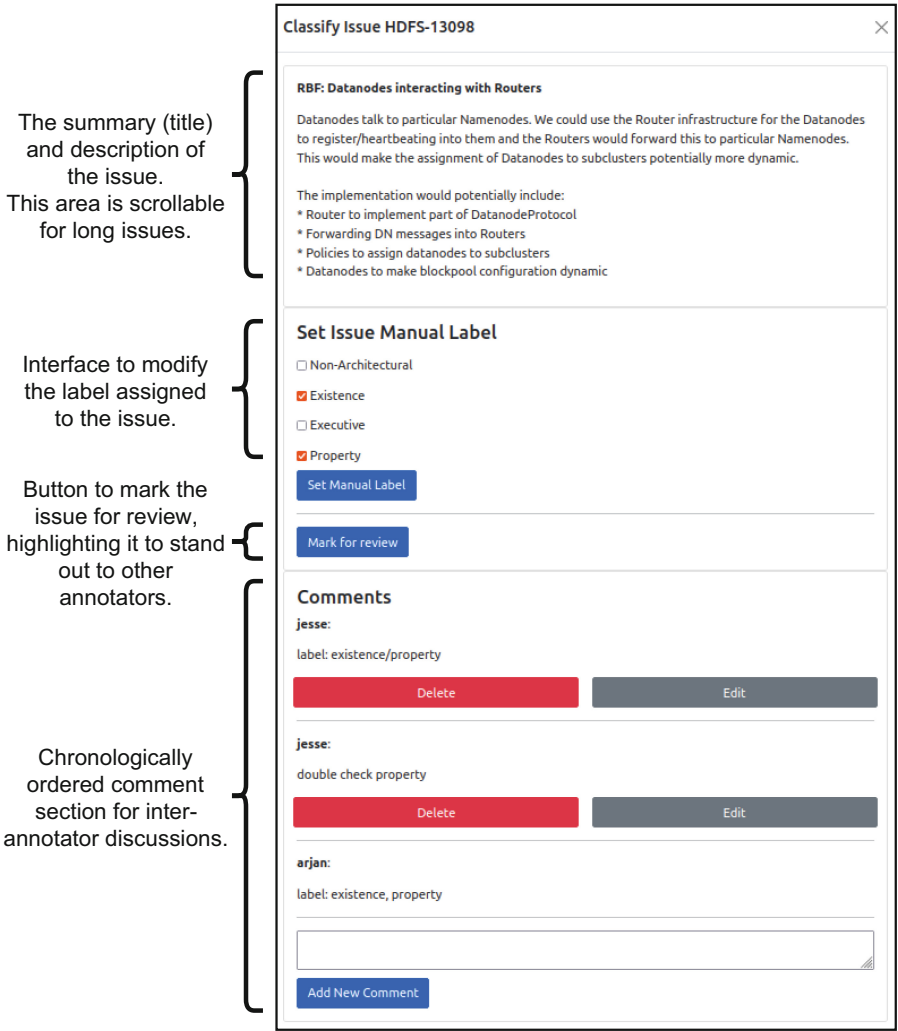 Classify Issue HDFS-13098
The summary (title)
and description of
the issue.
This area is scrollable
for long issues.
RBF: Datanodes interacting with Routers
Datanodes talk to particular Namenodes. We could use the Router infrastructure for the Datanodes
to register/heartbeating into them and the Routers would forward this to particular Namenodes.
This would make the assignment of Datanodes to subclusters potentially more dynamic.
The implementation would potentially include:
* Router to implement part of DatanodeProtocol
* Forwarding DN messages into Routers
* Policies to assign datanodes to subclusters
* Datanodes to make blockpool configuration dynamic
Interface to modify
the label assigned
to the issue.
Set Issue Manual Label
Non-Architectural
Existence
Executive
Property
Set Manual Label
Button to mark the
issue for review,
highlighting it to stand
out to other
annotators.
Mark for review
Chronologically
ordered comment
section for inter-
annotator discussions.
Comments
jesse:
label: existence/property
Delete Edit
jesse:
double check property
Delete Edit
arjan:
label: existence, property
Add New Comment